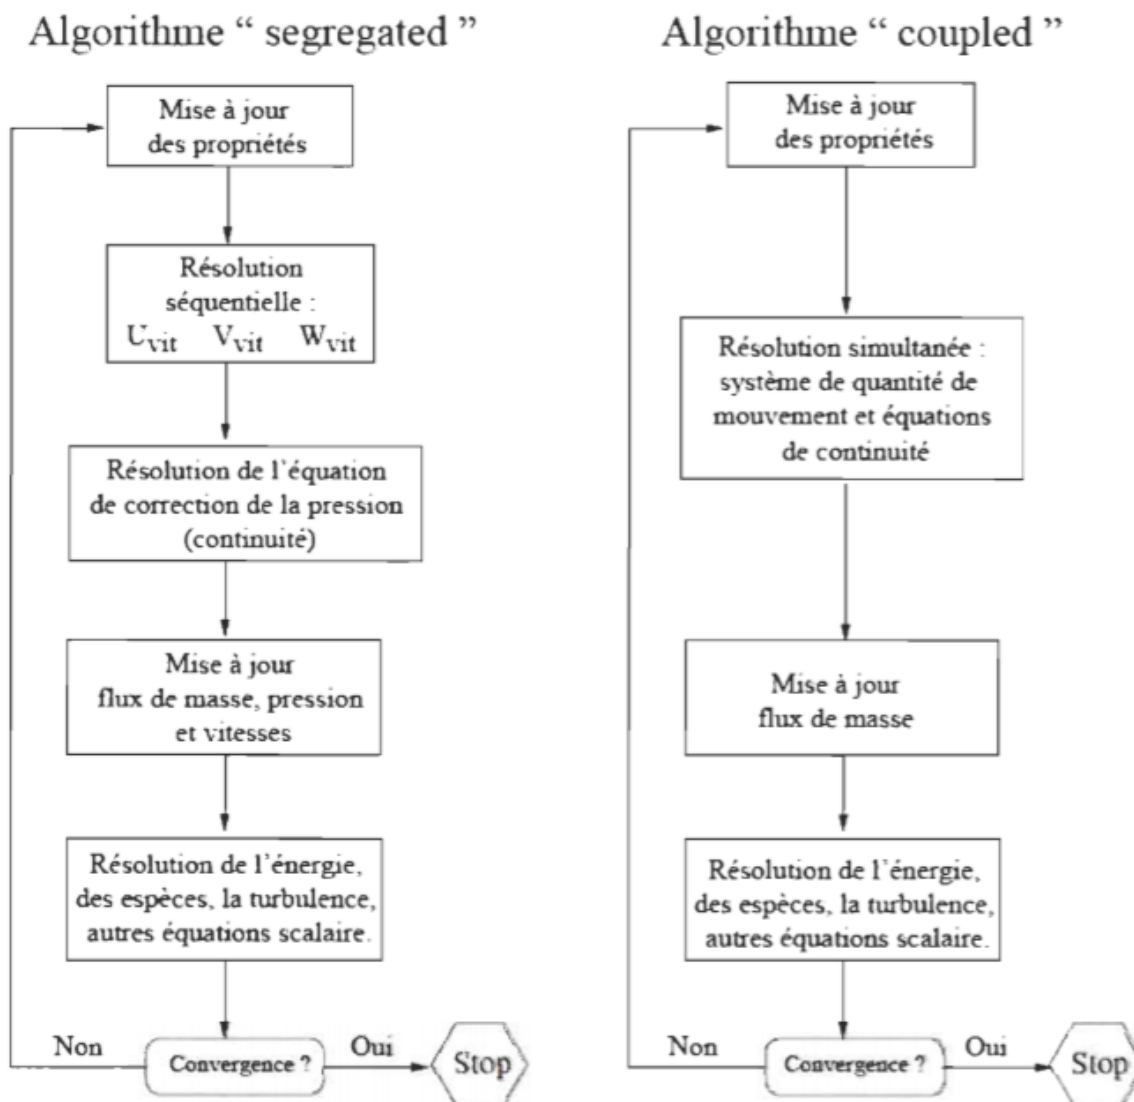 Algorithme “ segregated ”
Mise à jour
des propriétés
Résolution
séquentielle :
Uvit Vvit Wvit
Résolution de l'équation
de correction de la pression
(continuité)
Mise à jour
flux de masse, pression
et vitesses
Résolution de l'énergie,
des espèces, la turbulence,
autres équations scalaire.
Non
Convergence ?
Oui
Stop
Algorithme “ coupled ”
Mise à jour
des propriétés
Résolution simultanée :
système de quantité de
mouvement et équations
de continuité
Mise à jour
flux de masse
Résolution de l'énergie,
des espèces, la turbulence,
autres équations scalaire.
Non
Convergence ?
Oui
Stop